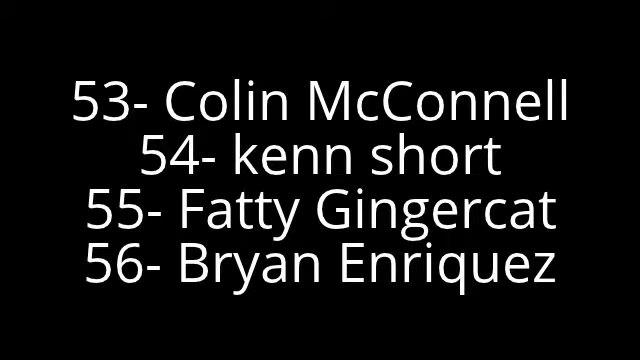 53- Colin McConnell
54- kenn short
55- Fatty Gingercat
56- Bryan Enriquez